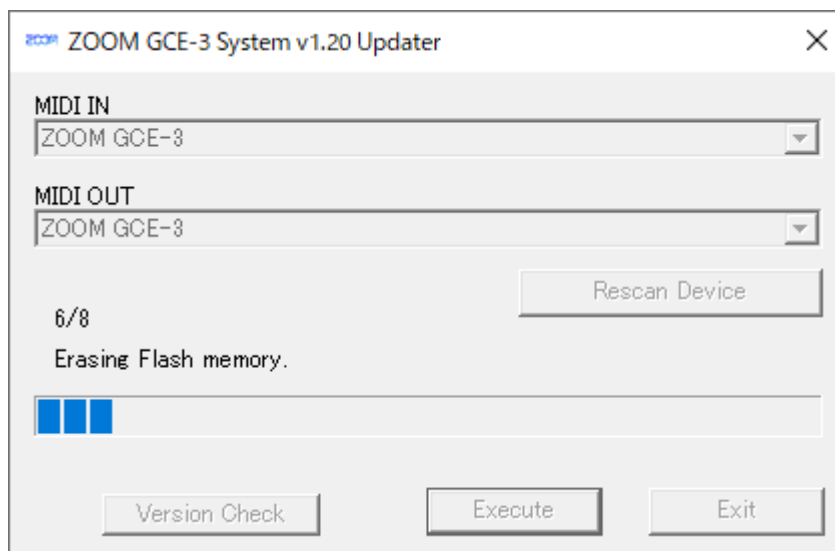 ZOOM ZOOM GCE-3 System v1.20 Updater
MIDI IN
ZOOM GCE-3
MIDI OUT
ZOOM GCE-3
Rescan Device
6/8
Erasing Flash memory.
Version Check
Execute
Exit